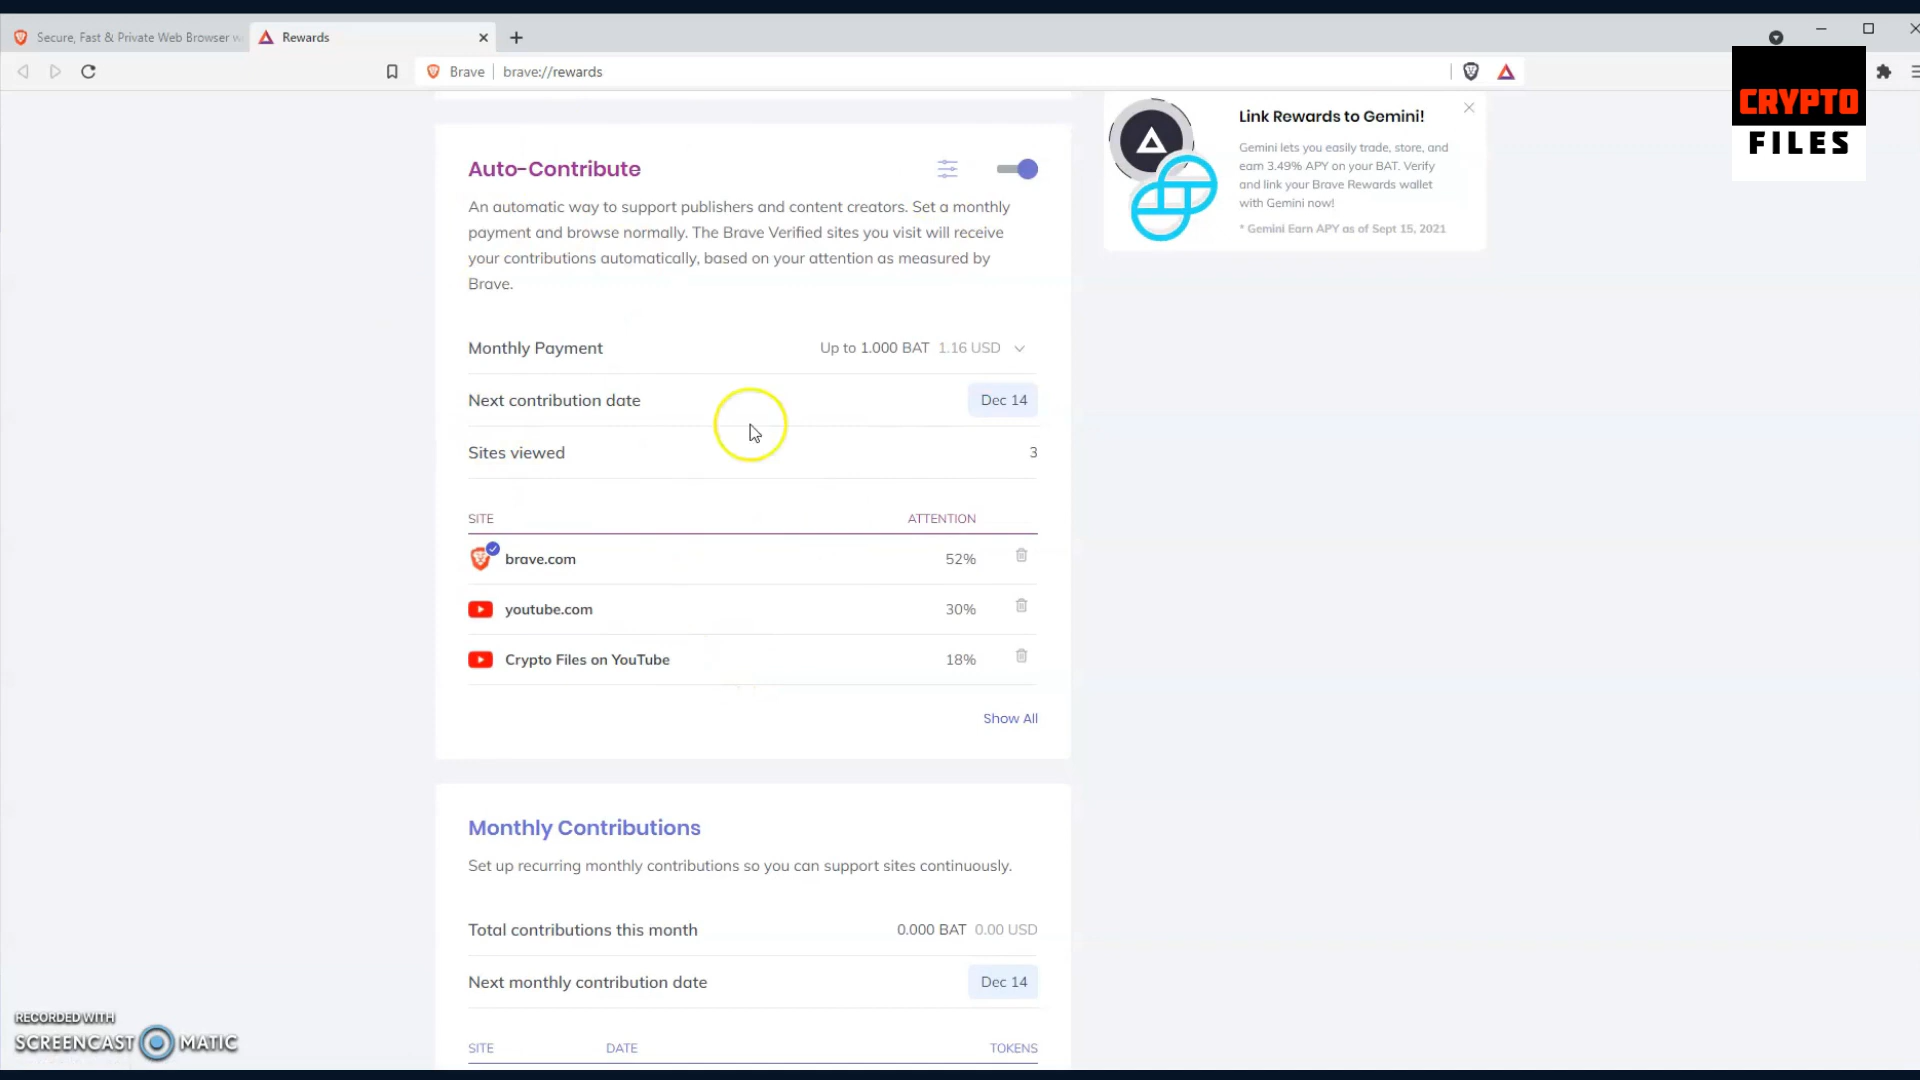 Secure, Fast & Private Web Browser w
Rewards
Brave
brave://rewards
CRYPTO
FILES
Link Rewards to Gemini!
Gemini lets you easily trade, store, and
earn 3.49% APY on your BAT. Verify
and link your Brave Rewards wallet
with Gemini now!
* Gemini Earn APY as of Sept 15, 2021
Auto-Contribute
An automatic way to support publishers and content creators. Set a monthly
payment and browse normally. The Brave Verified sites you visit will receive
your contributions automatically, based on your attention as measured by
Brave.
Monthly Payment Up to 1.000 BAT 1.16 USD
Next contribution date Dec 14
Sites viewed 3
SITE ATTENTION
brave.com 52%
youtube.com 30%
Crypto Files on YouTube 18%
Show All
Monthly Contributions
Set up recurring monthly contributions so you can support sites continuously.
Total contributions this month 0.000 BAT 0.00 USD
Next monthly contribution date Dec 14
SITE DATE TOKENS
RECORDED WITH
SCREENCAST MATIC